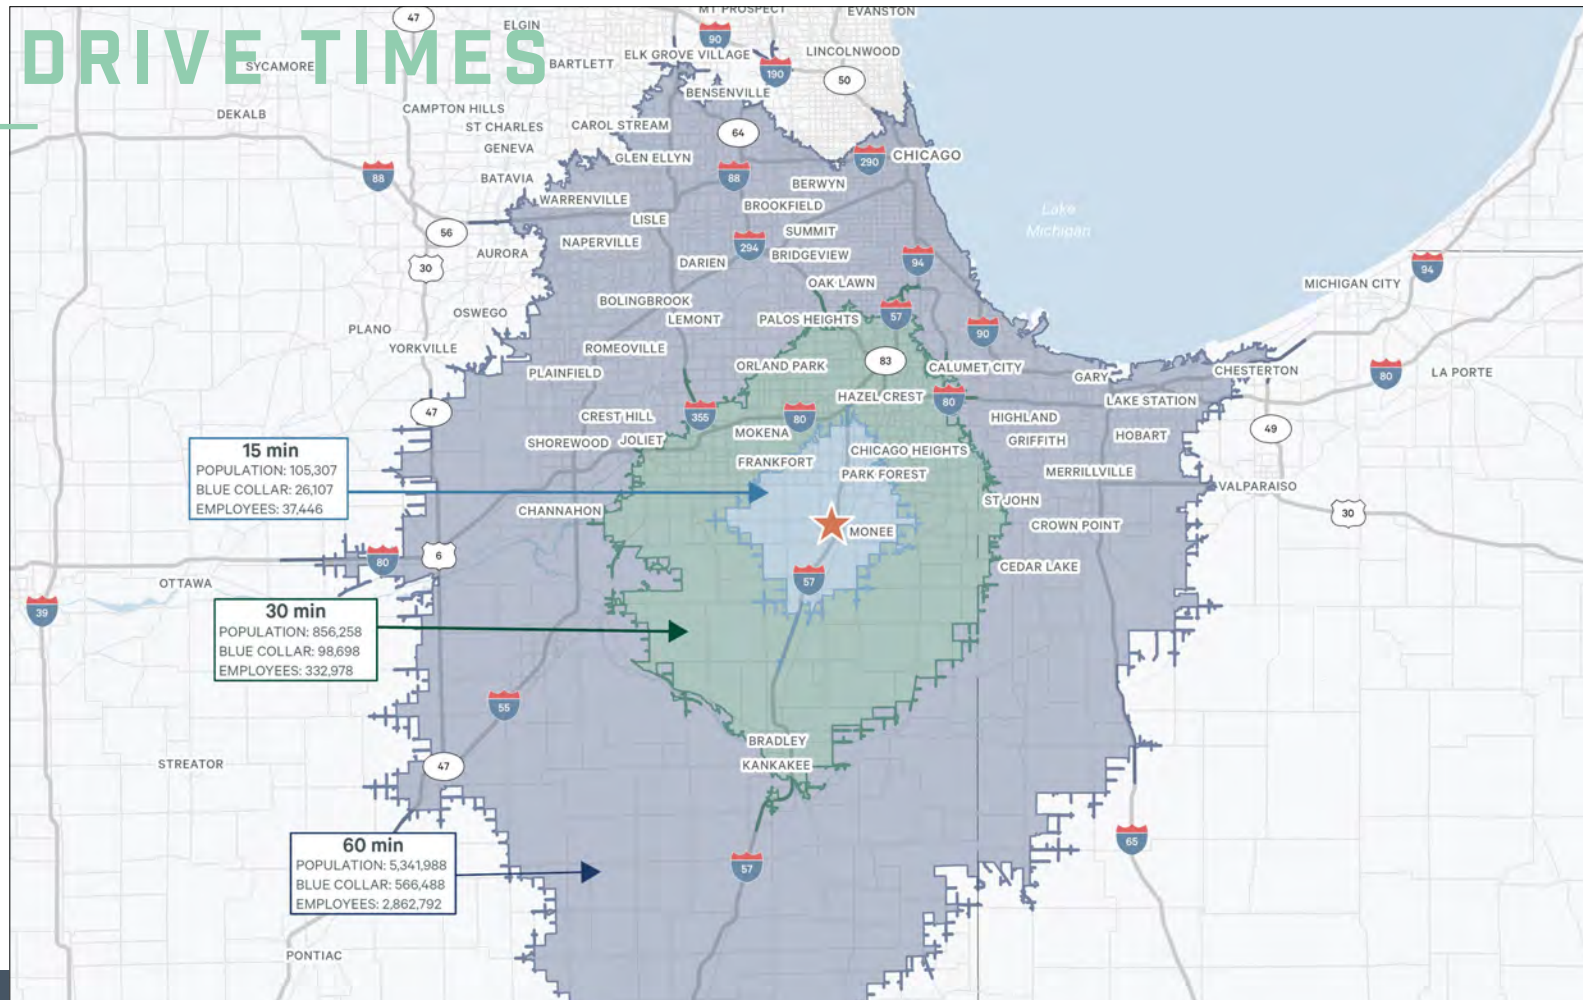 DRIVE TIMES
47
ELGIN
MT PROSPECT
EVANSTON
90
ELK GROVE VILLAGE
LINCOLNWOOD
SYCAMORE
BARTLETT
190
50
BENSENVILLE
DEKALB
CAMPTON HILLS
ST CHARLES
CAROL STREAM
64
GENEVA
GLEN ELLYN
290
CHICAGO
88
BATAVIA
88
BERWYN
WARRENVILLE
BROOKFIELD
LISLE
Lake
Michigan
56
NAPERVILLE
294
SUMMIT
AURORA
DARIEN
BRIDGEVIEW
94
30
94
OAK LAWN
MICHIGAN CITY
BOLINGBROOK
OSWEGO
LEMONT
PALOS HEIGHTS
57
PLANO
90
YORKVILLE
ROMEOVILLE
83
PLAINFIELD
ORLAND PARK
CALUMET CITY
GARY
CHESTERTON
80
LA PORTE
HAZEL CREST
80
LAKE STATION
47
CREST HILL
355
80
HIGHLAND
49
SHOREWOOD
JOLIET
MOKENA
GRIFFITH
HOBART
15 min
POPULATION: 105,307
BLUE COLLAR: 26,107
EMPLOYEES: 37,446
FRANKFORT
CHICAGO HEIGHTS
PARK FOREST
MERRILLVILLE
VALPARAISO
CHANNAHON
ST JOHN
30
MONEE
CROWN POINT
80
6
CEDAR LAKE
OTTAWA
57
39
30 min
POPULATION: 856,258
BLUE COLLAR: 98,698
EMPLOYEES: 332,978
55
BRADLEY
STREATOR
47
KANKAKEE
60 min
POPULATION: 5,341,988
BLUE COLLAR: 566,488
EMPLOYEES: 2,862,792
57
65
PONTIAC